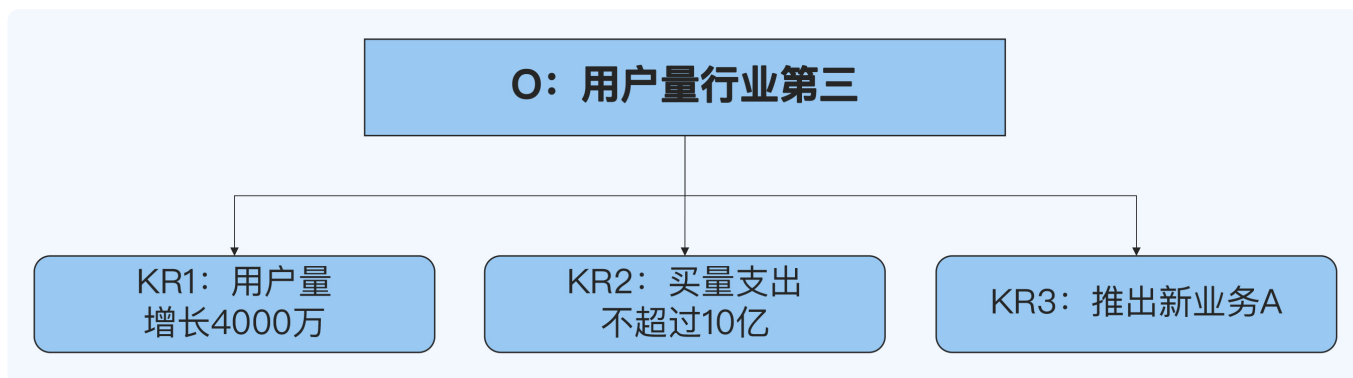 O：用户量行业第三
KR1：用户量
增长4000万
KR2：买量支出
不超过10亿
KR3：推出新业务A